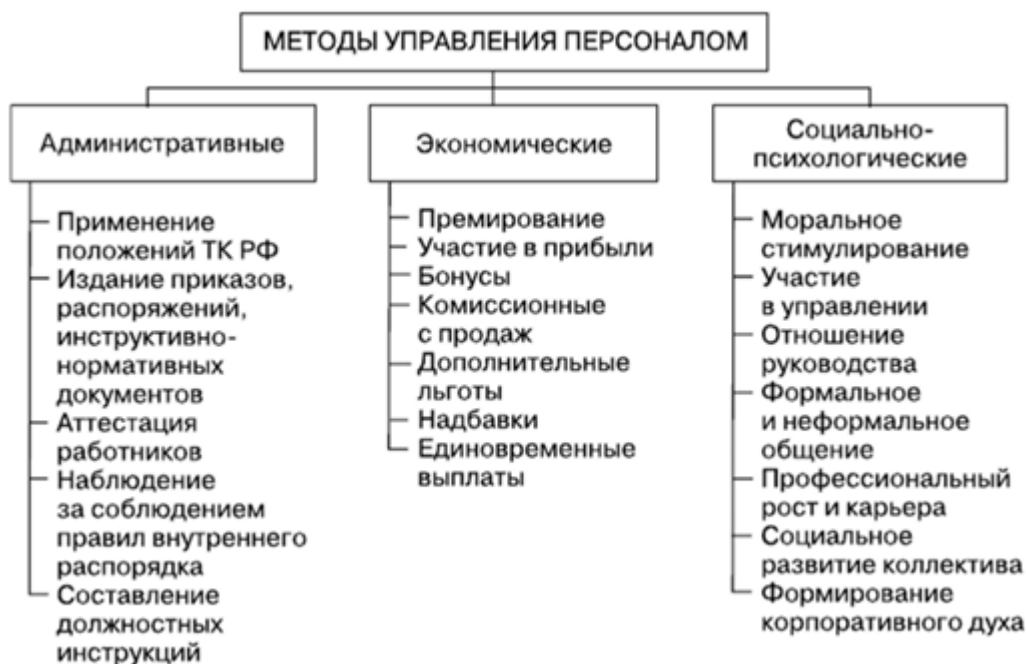 МЕТОДЫ УПРАВЛЕНИЯ ПЕРСОНАЛОМ
Административные
Применение
положений ТК РФ
Издание приказов,
распоряжений,
инструктивно-
нормативных
документов
Аттестация
работников
Наблюдение
за соблюдением
правил внутреннего
распорядка
Составление
должностных
инструкций
Экономические
Премирование
Участие в прибыли
Бонусы
Комиссионные
с продаж
Дополнительные
льготы
Надбавки
Единовременные
выплаты
Социально-
психологические
Моральное
стимулирование
Участие
в управлении
Отношение
руководства
Формальное
и неформальное
общение
Профессиональный
рост и карьера
Социальное
развитие коллектива
Формирование
корпоративного духа